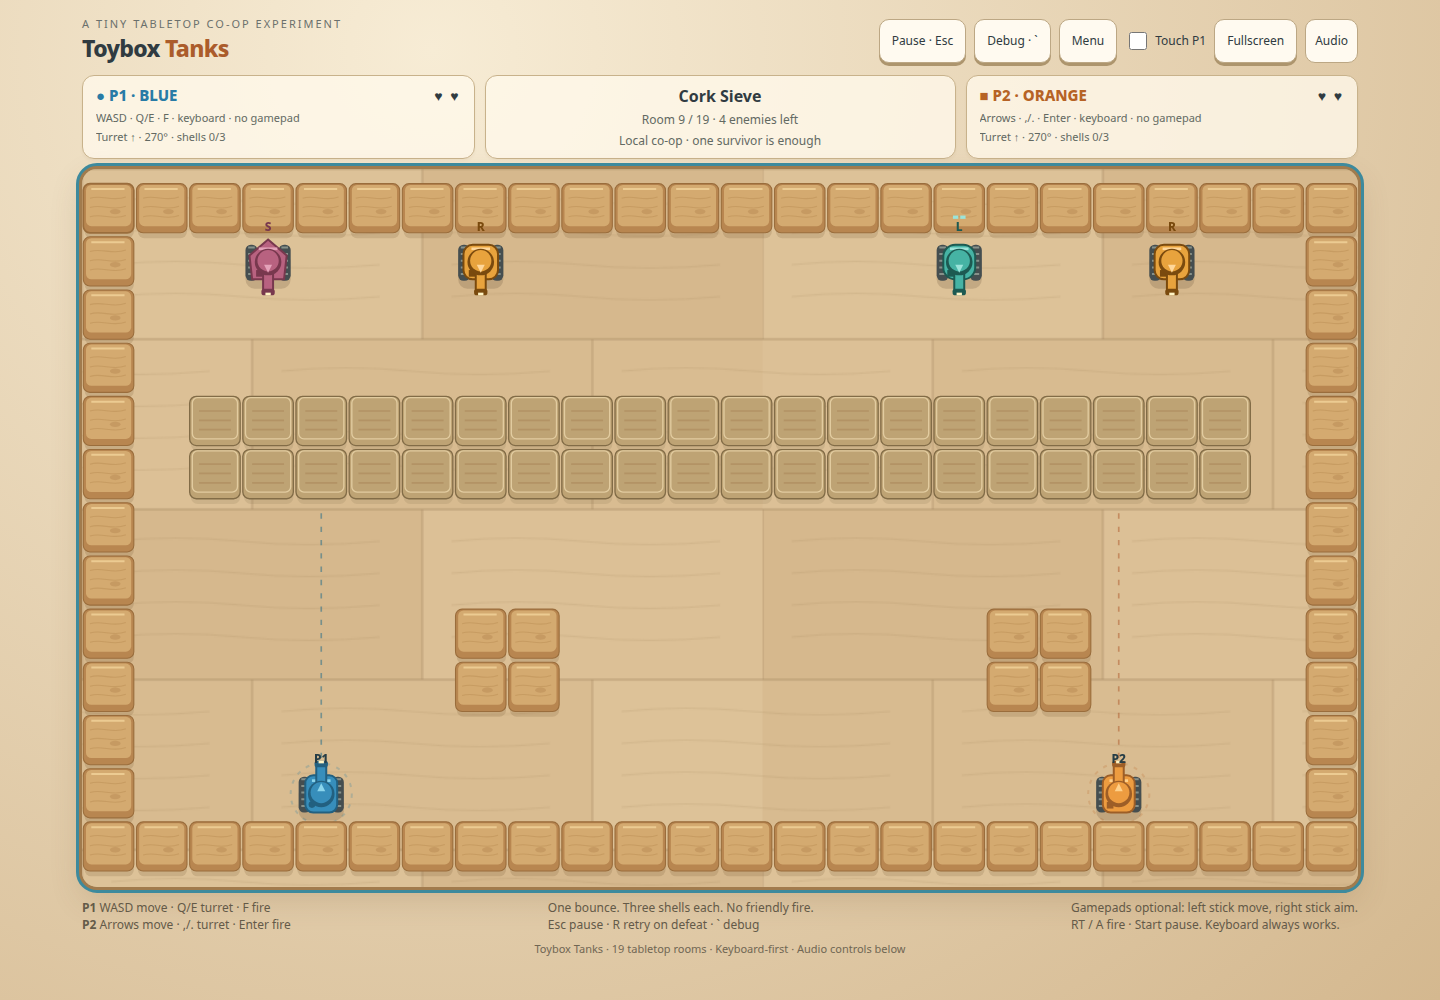 A TINY TABLETOP CO-OP EXPERIMENT
Toybox Tanks
Pause · Esc
Debug · `
Menu
Touch P1
Fullscreen
Audio
● P1 · BLUE
♥ ♥
WASD · Q/E · F · keyboard · no gamepad
Turret ↑ · 270° · shells 0/3
Cork Sieve
Room 9 / 19 · 4 enemies left
Local co-op · one survivor is enough
■ P2 · ORANGE
♥ ♥
Arrows · ,/. · Enter · keyboard · no gamepad
Turret ↑ · 270° · shells 0/3
S
R
L
R
P1
P2
P1 WASD move · Q/E turret · F fire
P2 Arrows move · ,/. turret · Enter fire
One bounce. Three shells each. No friendly fire.
Esc pause · R retry on defeat · ` debug
Gamepads optional: left stick move, right stick aim.
RT / A fire · Start pause. Keyboard always works.
Toybox Tanks · 19 tabletop rooms · Keyboard-first · Audio controls below